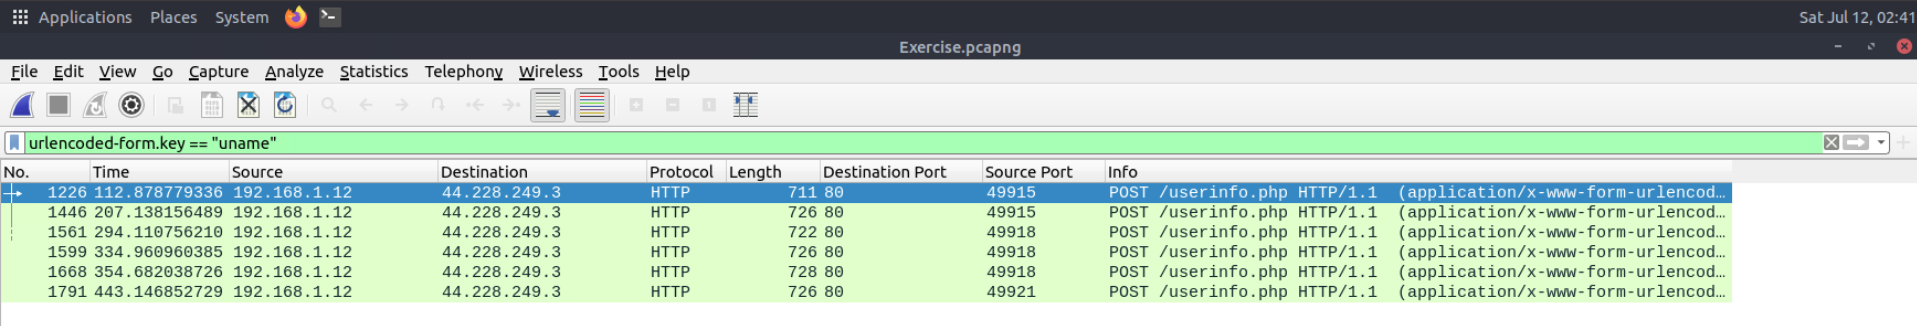 Applications Places System Sat Jul 12, 02:41
Exercise.pcapng
File Edit View Go Capture Analyze Statistics Telephony Wireless Tools Help
urlencoded-form.key == "uname"
No. Time Source Destination Protocol Length Destination Port Source Port Info
1226 112.878779336 192.168.1.12 44.228.249.3 HTTP 711 80 49915 POST /userinfo.php HTTP/1.1 (application/x-www-form-urlencod…
1446 207.138156489 192.168.1.12 44.228.249.3 HTTP 726 80 49915 POST /userinfo.php HTTP/1.1 (application/x-www-form-urlencod…
1561 294.110756210 192.168.1.12 44.228.249.3 HTTP 722 80 49918 POST /userinfo.php HTTP/1.1 (application/x-www-form-urlencod…
1599 334.960960385 192.168.1.12 44.228.249.3 HTTP 726 80 49918 POST /userinfo.php HTTP/1.1 (application/x-www-form-urlencod…
1668 354.682038726 192.168.1.12 44.228.249.3 HTTP 728 80 49918 POST /userinfo.php HTTP/1.1 (application/x-www-form-urlencod…
1791 443.146852729 192.168.1.12 44.228.249.3 HTTP 726 80 49921 POST /userinfo.php HTTP/1.1 (application/x-www-form-urlencod…